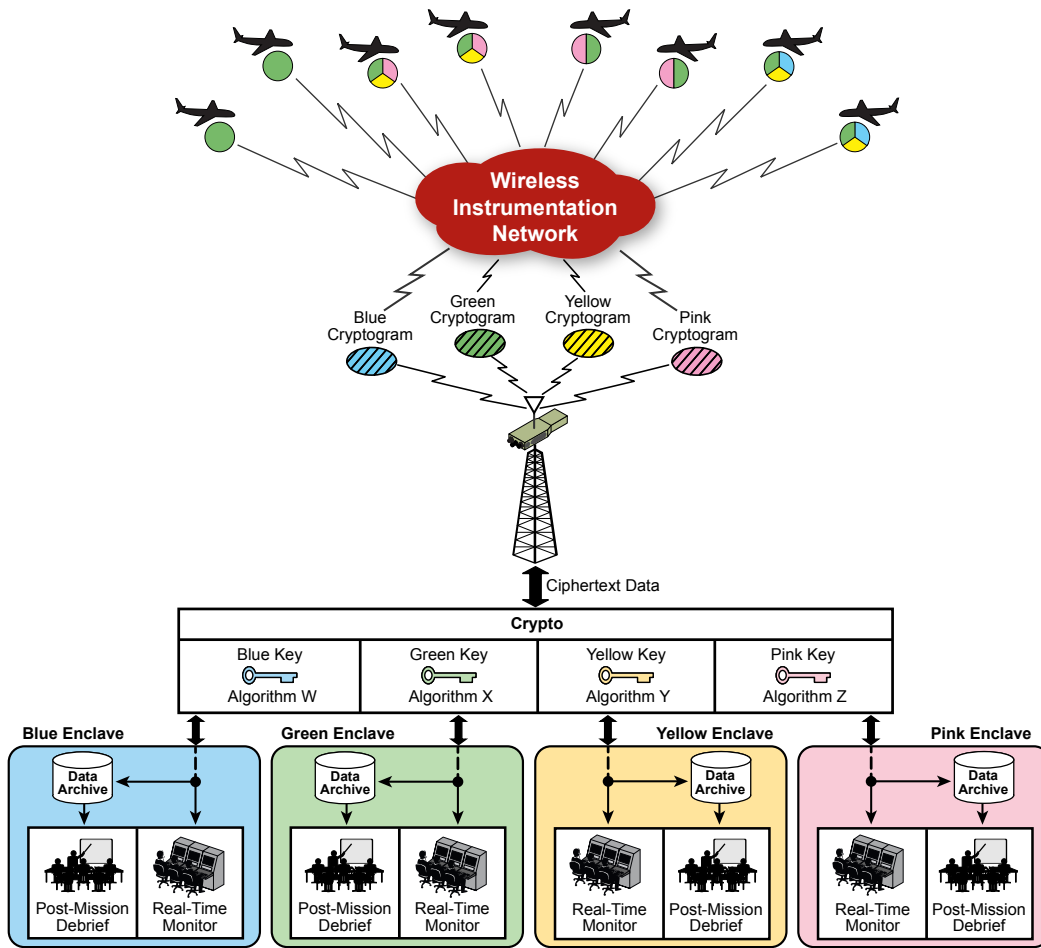 Wireless
Instrumentation
Network
Blue
Cryptogram
Green
Cryptogram
Yellow
Cryptogram
Pink
Cryptogram
Ciphertext Data
Crypto
Blue Key
Algorithm W
Green Key
Algorithm X
Yellow Key
Algorithm Y
Pink Key
Algorithm Z
Blue Enclave
Data
Archive
Post-Mission
Debrief
Real-Time
Monitor
Green Enclave
Data
Archive
Post-Mission
Debrief
Real-Time
Monitor
Yellow Enclave
Data
Archive
Real-Time
Monitor
Post-Mission
Debrief
Pink Enclave
Data
Archive
Real-Time
Monitor
Post-Mission
Debrief